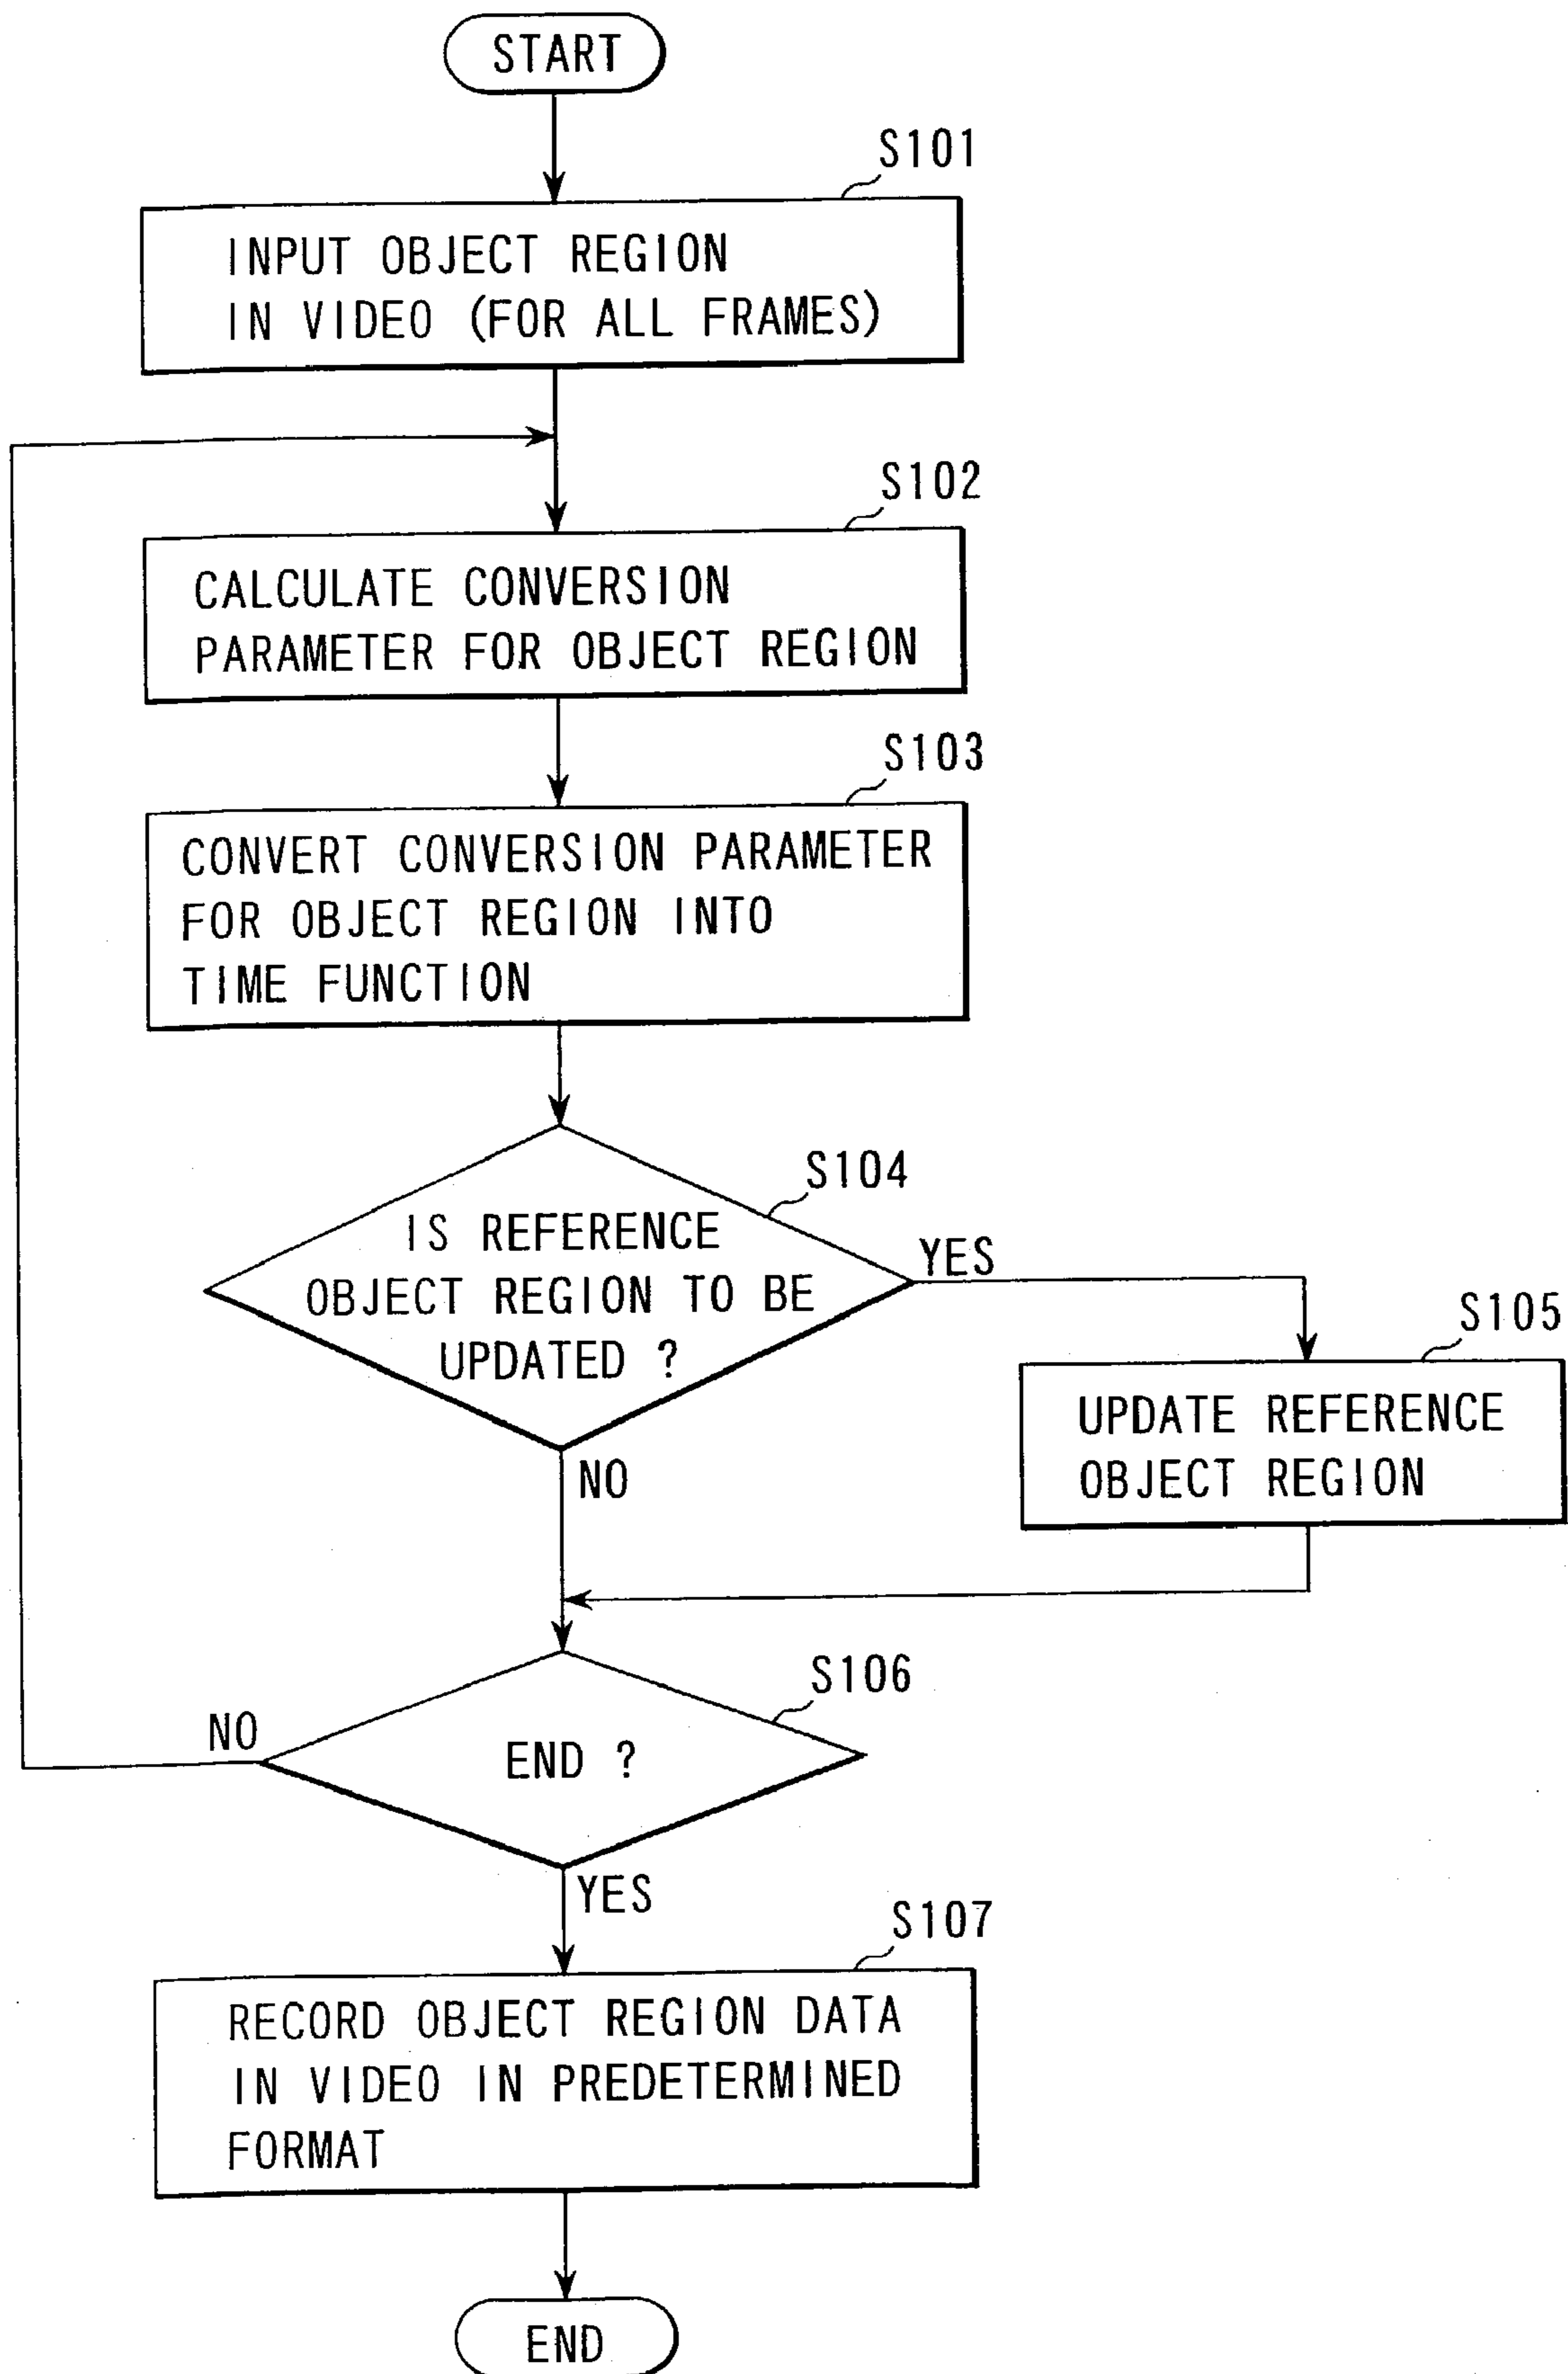 START
S101
INPUT OBJECT REGION
IN VIDEO (FOR ALL FRAMES)
S102
CALCULATE CONVERSION
PARAMETER FOR OBJECT REGION
S103
CONVERT CONVERSION PARAMETER
FOR OBJECT REGION INTO
TIME FUNCTION
S104
IS REFERENCE
OBJECT REGION TO BE
UPDATED ?
YES
S105
UPDATE REFERENCE
OBJECT REGION
NO
S106
NO
END ?
YES
S107
RECORD OBJECT REGION DATA
IN VIDEO IN PREDETERMINED
FORMAT
END